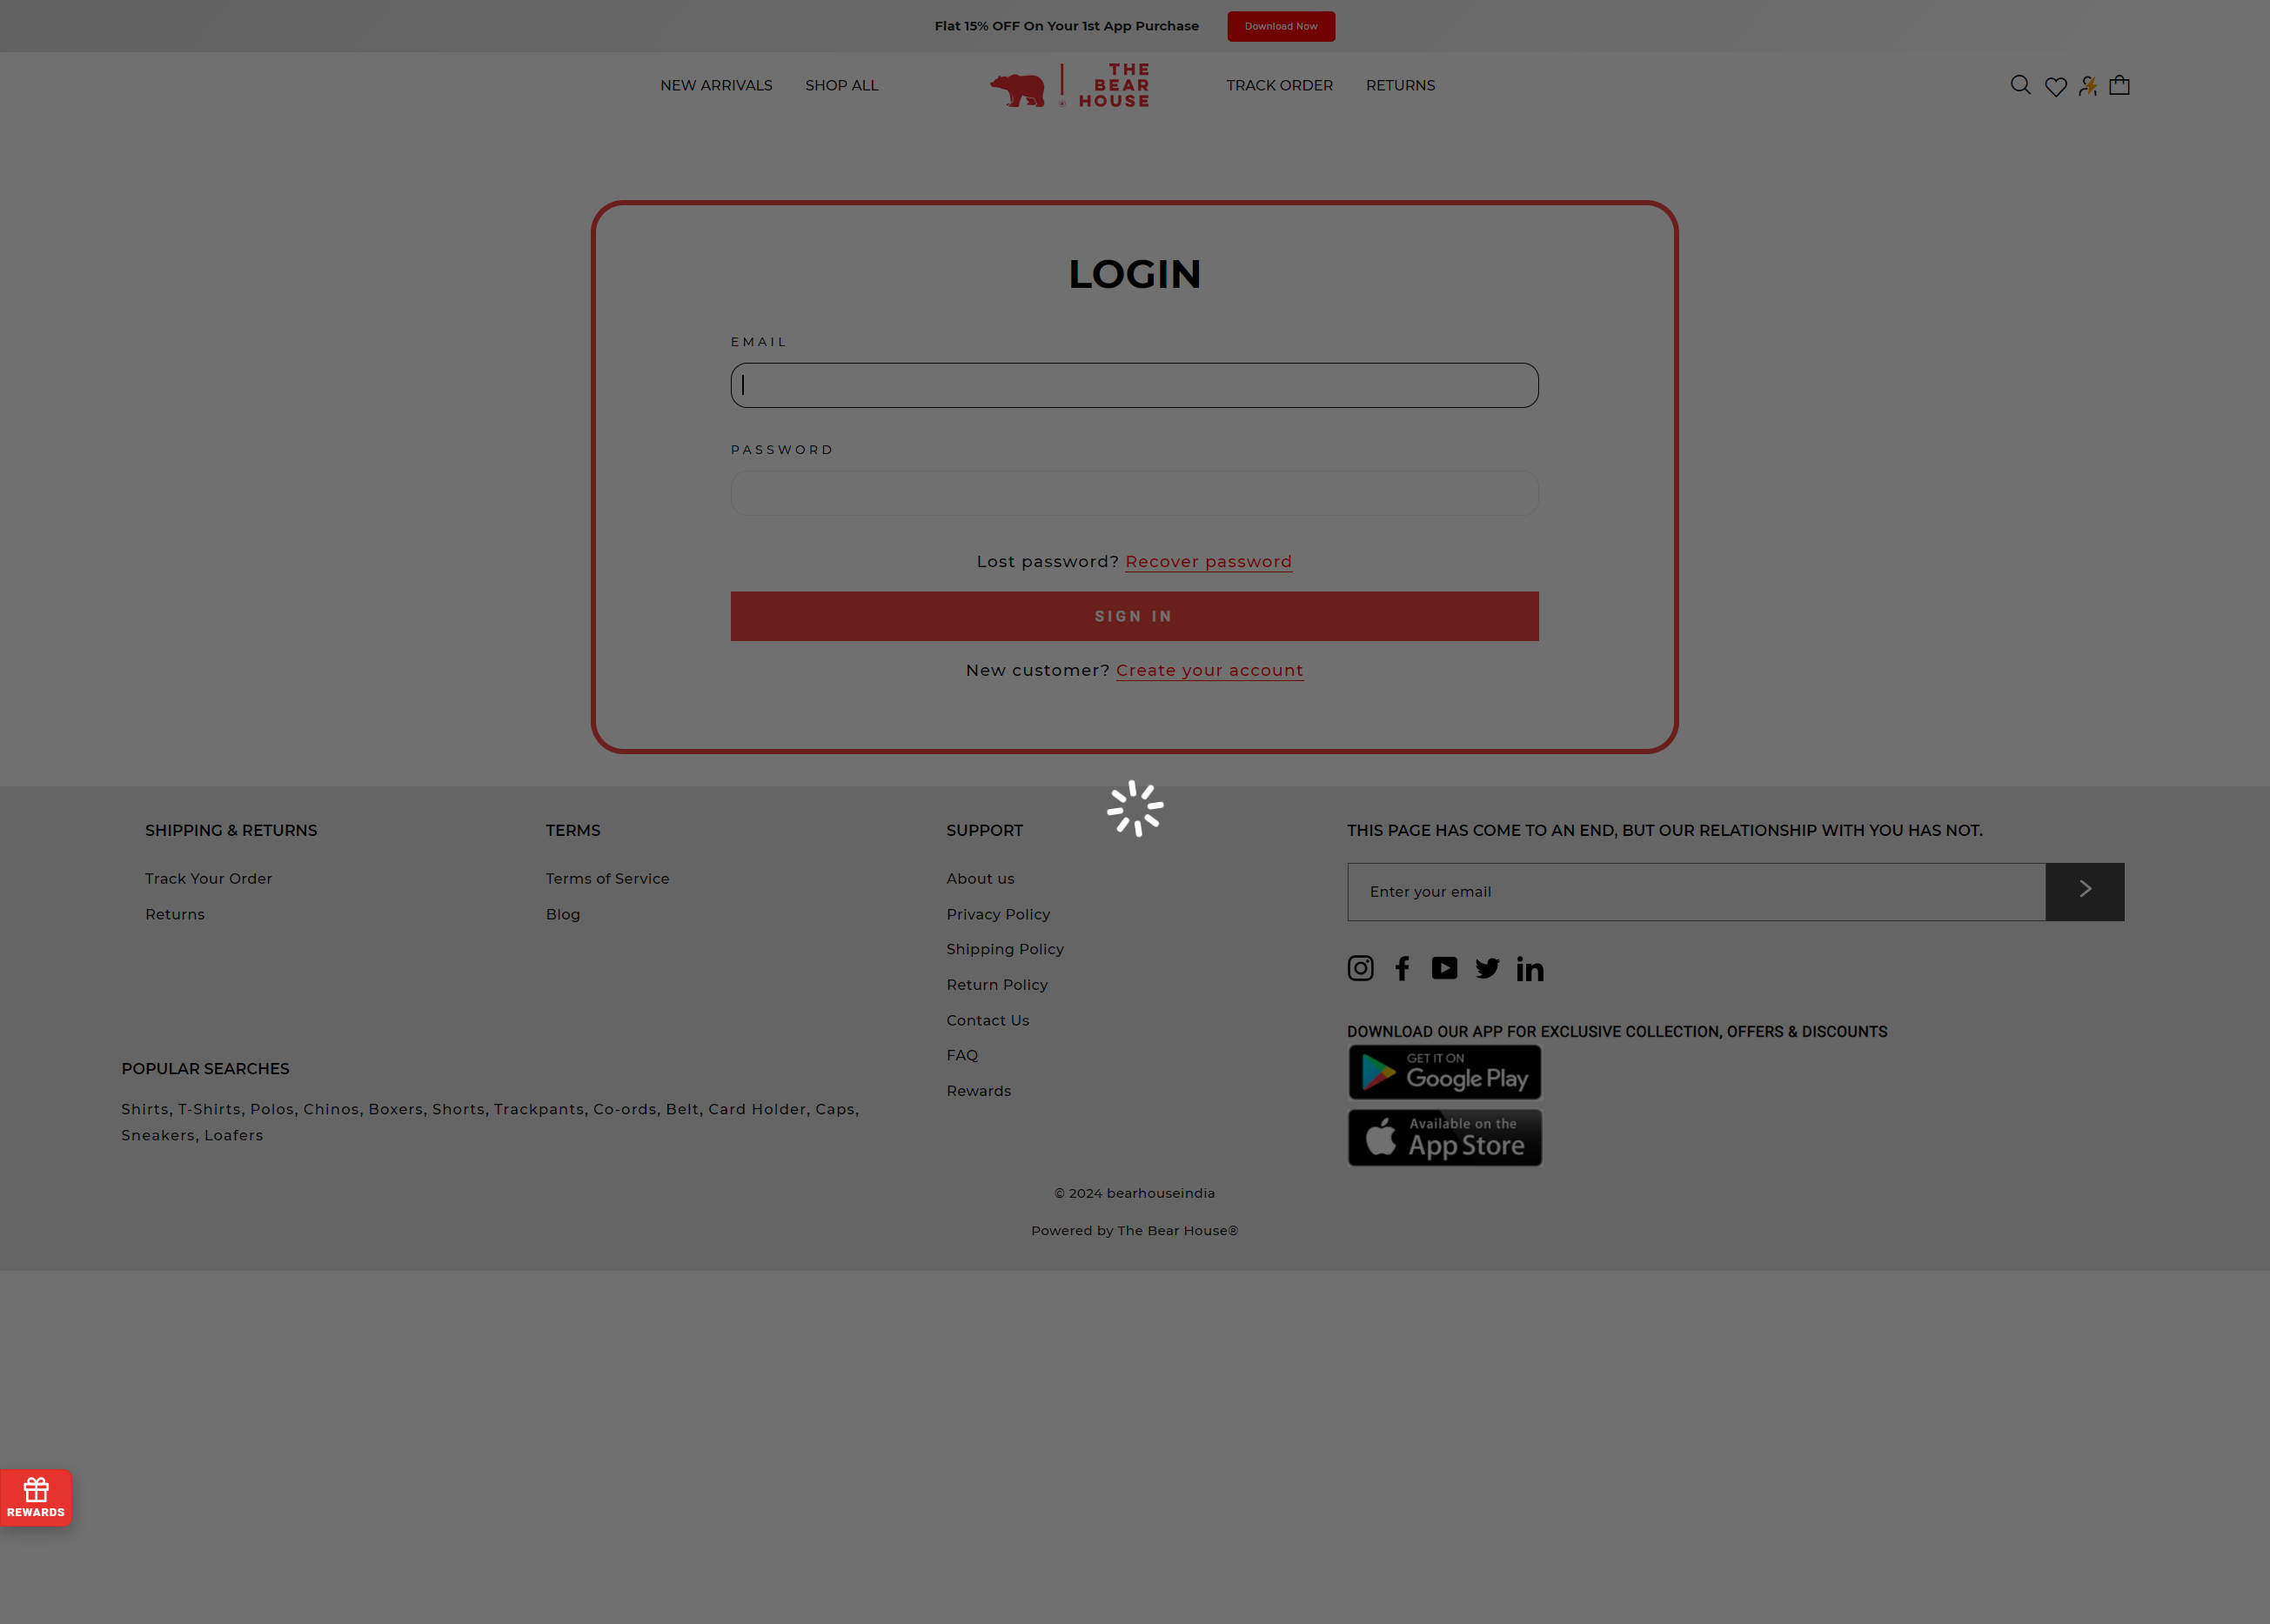 Flat 15% OFF On Your 1st App Purchase
Download Now
NEW ARRIVALS
SHOP ALL
THE
BEAR
HOUSE
TRACK ORDER
RETURNS
LOGIN
EMAIL
PASSWORD
Lost password? Recover password
SIGN IN
New customer? Create your account
SHIPPING & RETURNS
Track Your Order
Returns
TERMS
Terms of Service
Blog
SUPPORT
About us
Privacy Policy
Shipping Policy
Return Policy
Contact Us
FAQ
Rewards
THIS PAGE HAS COME TO AN END, BUT OUR RELATIONSHIP WITH YOU HAS NOT.
Enter your email
DOWNLOAD OUR APP FOR EXCLUSIVE COLLECTION, OFFERS & DISCOUNTS
GET IT ON
Google Play
Available on the
App Store
POPULAR SEARCHES
Shirts, T-Shirts, Polos, Chinos, Boxers, Shorts, Trackpants, Co-ords, Belt, Card Holder, Caps,
Sneakers, Loafers
© 2024 bearhouseindia
Powered by The Bear House®
REWARDS